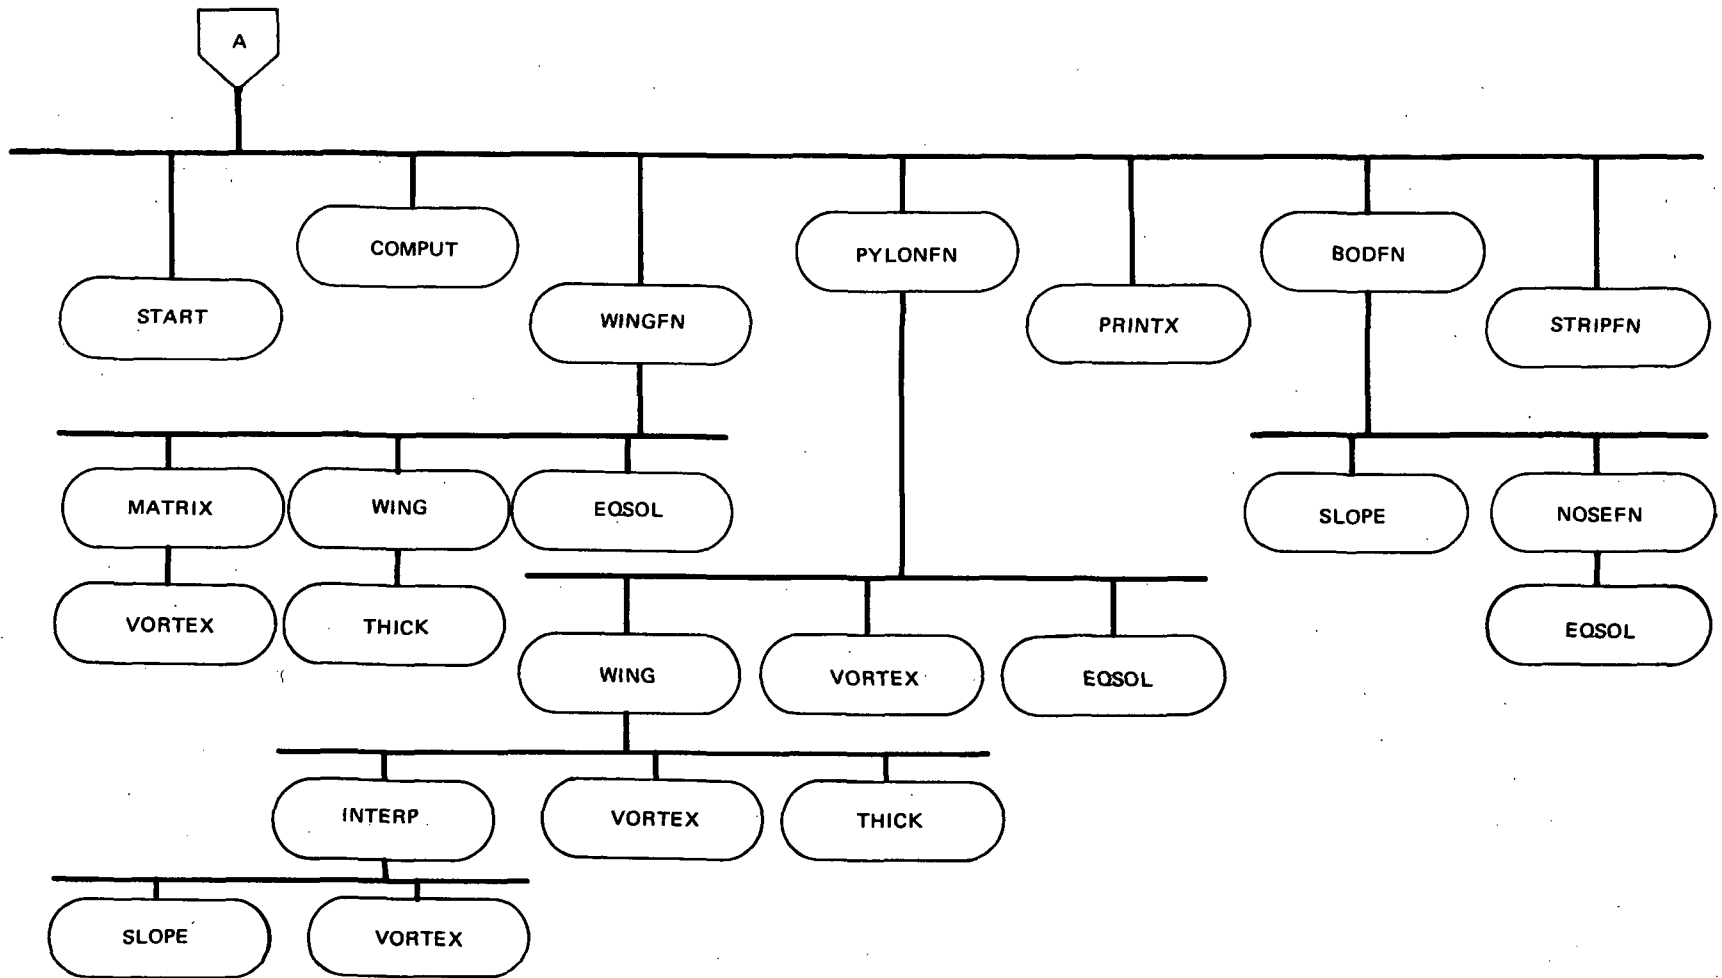 A
COMPUT
PYLONFN
BODFN
START
WINGFN
PRINTX
STRIPFN
MATRIX
WING
EQSOL
SLOPE
NOSEFN
VORTEX
THICK
EQSOL
WING
VORTEX
EQSOL
INTERP
VORTEX
THICK
SLOPE
VORTEX